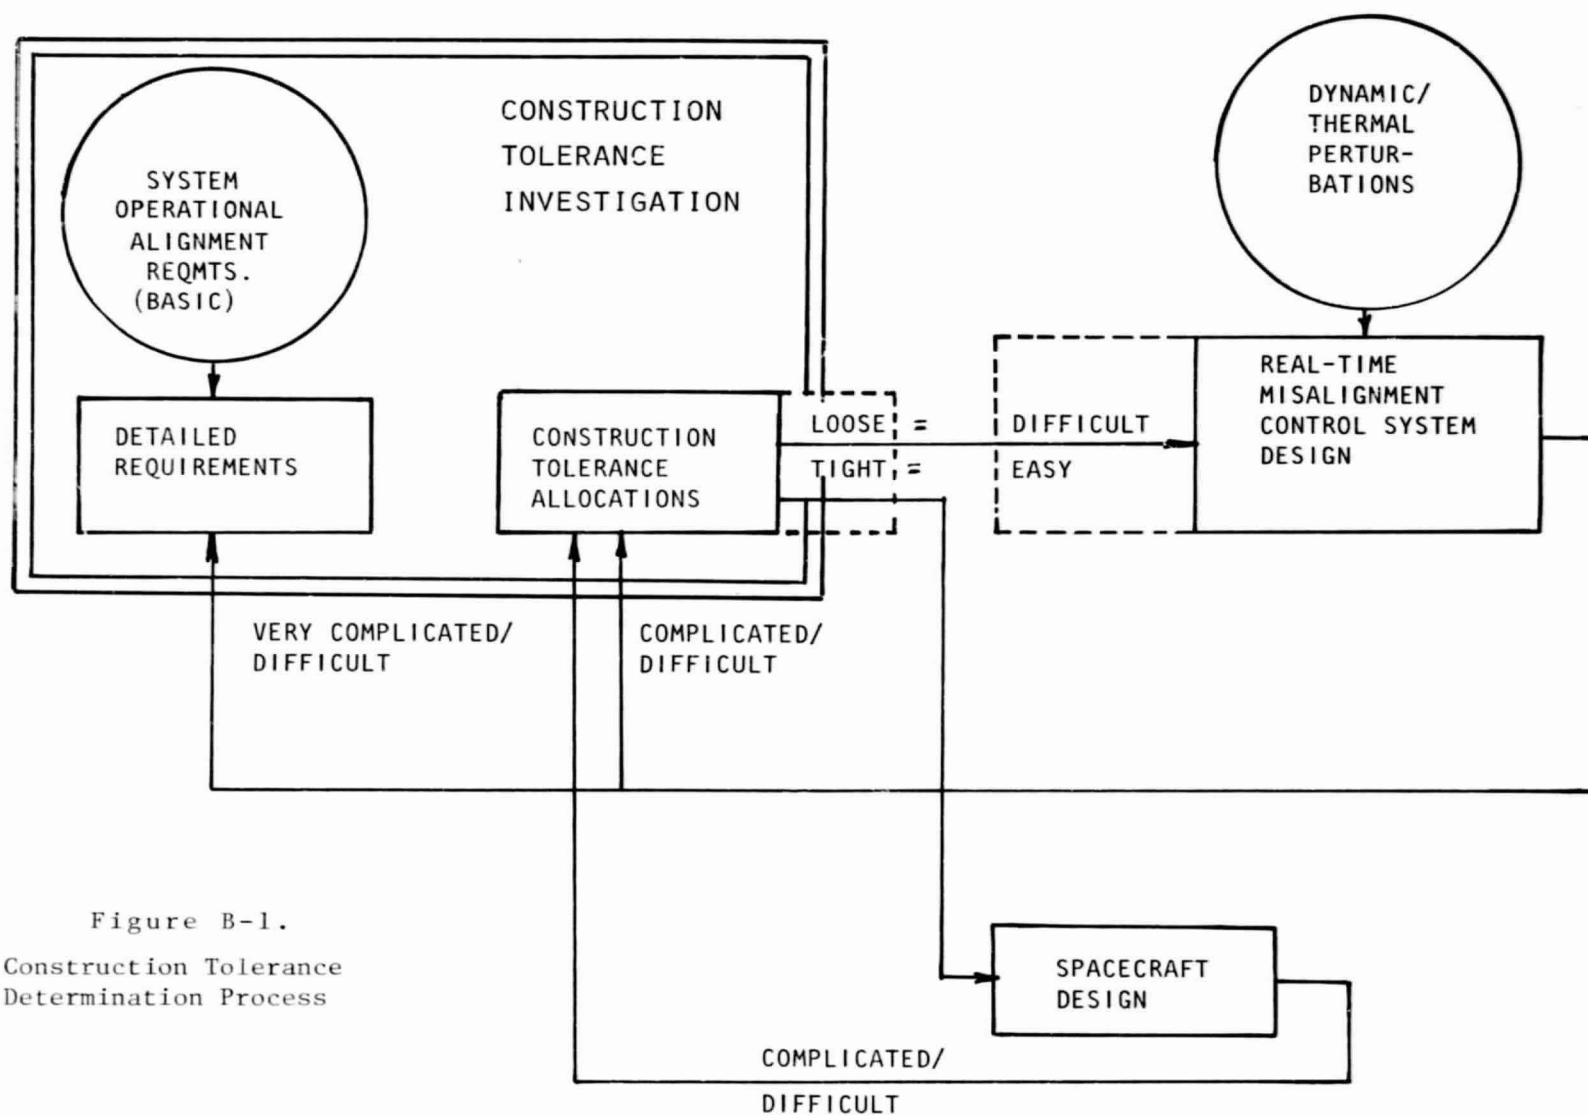 CONSTRUCTION
TOLERANCE
INVESTIGATION
SYSTEM
OPERATIONAL
ALIGNMENT
REQMTS.
(BASIC)
DYNAMIC/
THERMAL
PERTUR-
BATIONS
DETAILED
REQUIREMENTS
CONSTRUCTION
TOLERANCE
ALLOCATIONS
LOOSE =
TIGHT =
DIFFICULT
EASY
REAL-TIME
MISALIGNMENT
CONTROL SYSTEM
DESIGN
VERY COMPLICATED/
DIFFICULT
COMPLICATED/
DIFFICULT
SPACECRAFT
DESIGN
COMPLICATED/
DIFFICULT
Figure B-1.
Construction Tolerance
Determination Process